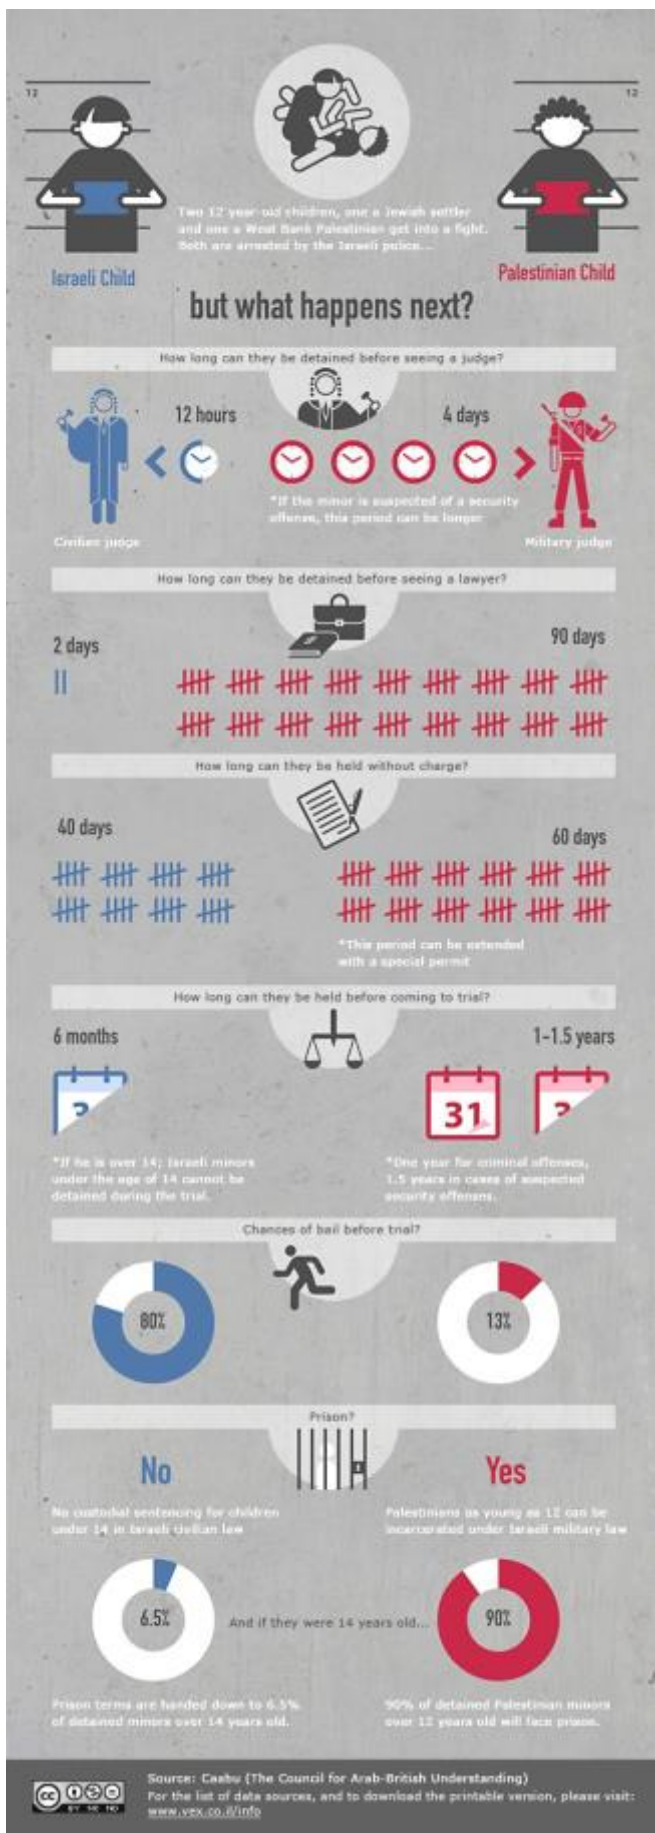 12
12
Two 12 year-old children, one a Jewish settler
and one a West Bank Palestinian get into a fight.
Both are arrested by the Israeli police...
Israeli Child
Palestinian Child
but what happens next?
How long can they be detained before seeing a judge?
12 hours
4 days
*If the minor is suspected of a security
offense, this period can be longer
Civilian judge
Military judge
How long can they be detained before seeing a lawyer?
2 days
90 days
How long can they be held without charge?
40 days
60 days
*This period can be extended
with a special permit
How long can they be held before coming to trial?
6 months
1-1.5 years
31
*If he is over 14; Israeli minors
under the age of 14 cannot be
detained during the trial.
*One year for criminal offenses,
1.5 years in cases of suspected
security offenses.
Chances of bail before trial?
80%
13%
Prison?
No
Yes
No custodial sentencing for children
under 14 in Israeli civilian law
Palestinians as young as 12 can be
incarcerated under Israeli military law
6.5%
And if they were 14 years old...
90%
Prison terms are handed down to 6.5%
of detained minors over 14 years old.
90% of detained Palestinian minors
over 12 years old will face prison.
cc
BY NC ND
Source: Caabu (The Council for Arab-British Understanding)
For the list of data sources, and to download the printable version, please visit:
www.vex.co.il/info